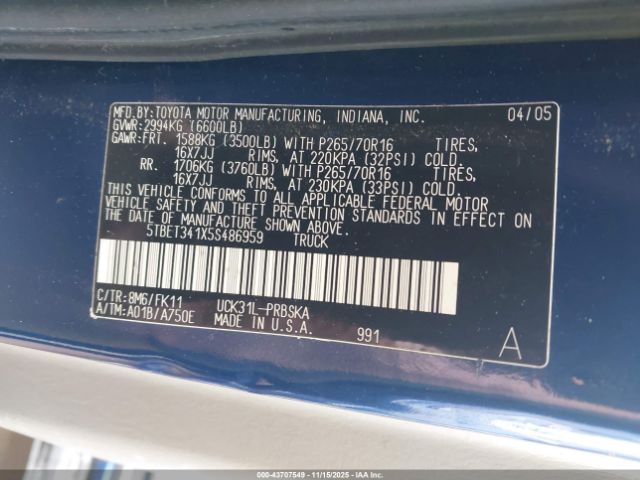 MFD.BY:TOYOTA MOTOR MANUFACTURING, INDIANA, INC. 04/05
GVWR:2994KG (6600LB)
GAWR:FRT. 1588KG (3500LB) WITH P265/70R16 TIRES,
16X7JJ RIMS, AT 220KPA (32PSI) COLD.
RR. 1706KG (3760LB) WITH P265/70R16 TIRES,
16X7JJ RIMS, AT 230KPA (33PSI) COLD.
THIS VEHICLE CONFORMS TO ALL APPLICABLE FEDERAL MOTOR
VEHICLE SAFETY AND THEFT PREVENTION STANDARDS IN EFFECT ON
THE DATE OF MANUFACTURE SHOWN ABOVE.
5TBET341X5S486959 TRUCK
C/TR:8M6/FK11 UCK31L-PRBSKA
A/TM:A01B/A750E MADE IN U.S.A. 991 A
000-43707549 - 11/15/2025 - IAAI.COM